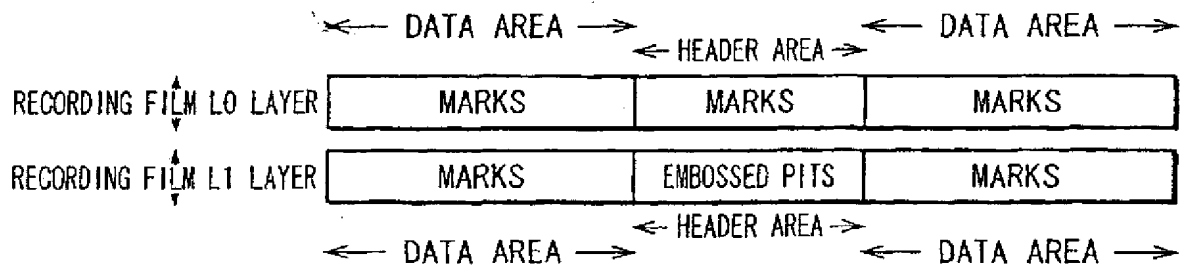 DATA AREA DATA AREA
HEADER AREA
RECORDING FILM L0 LAYER MARKS MARKS MARKS
RECORDING FILM L1 LAYER MARKS EMBOSSED PITS MARKS
HEADER AREA
DATA AREA DATA AREA